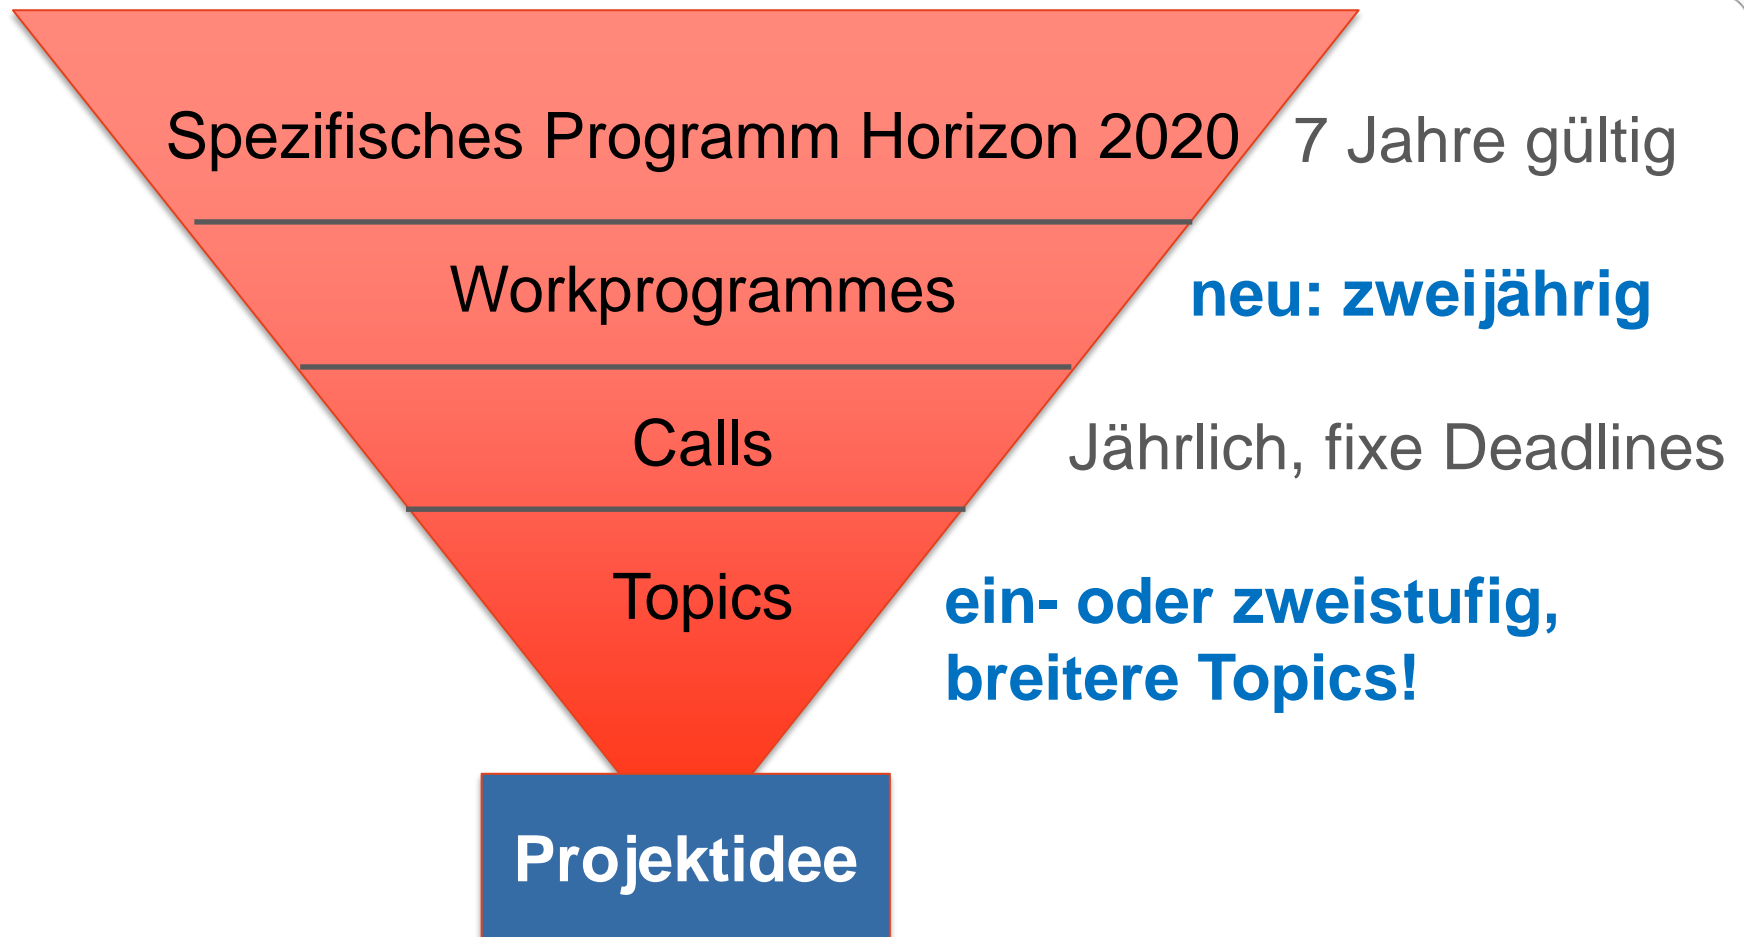 Spezifisches Programm Horizon 2020
7 Jahre gültig
Workprogrammes
neu: zweijährig
Calls
Jährlich, fixe Deadlines
Topics
ein- oder zweistufig,
breitere Topics!
Projektidee